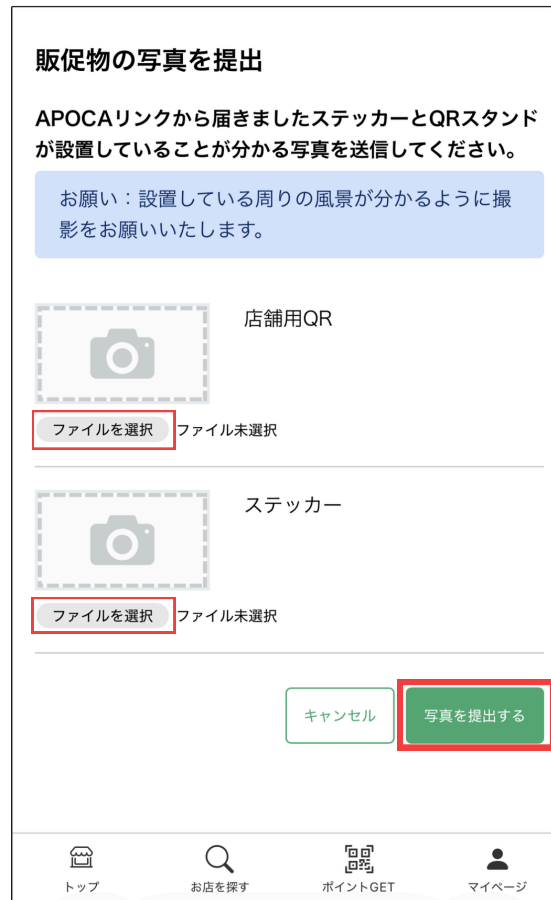 販促物の写真を提出
APOCAリンクから届きましたステッカーとQRスタンド
が設置していることが分かる写真を送信してください。
お願い：設置している周りの風景が分かるように撮
影をお願いいたします。
店舗用QR
ファイルを選択 ファイル未選択
ステッカー
ファイルを選択 ファイル未選択
キャンセル 写真を提出する
トップ お店を探す ポイントGET マイページ